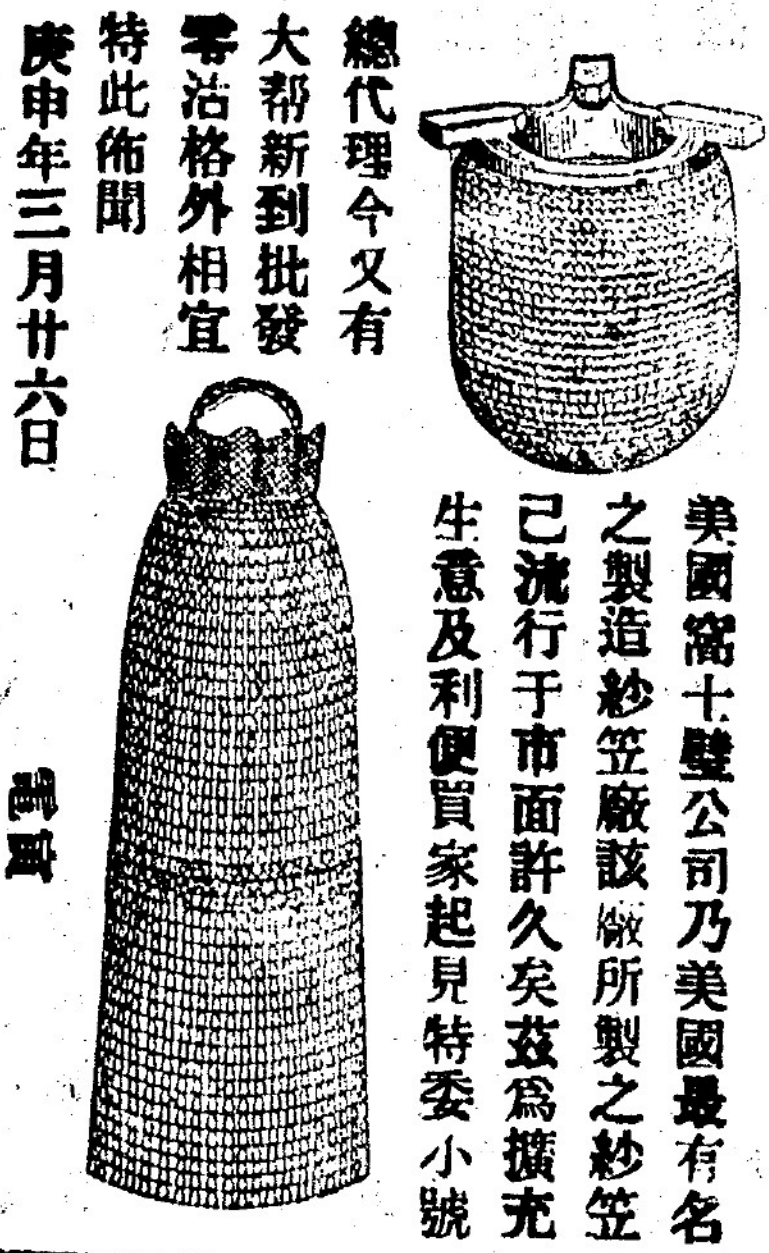 美國窩士璧公司乃美國最有名
之製造紗笠廠該廠所製之紗笠
己流行于市面許久矣茲為擴充
生意及利便買家起見特委小號
總代理今又有
大帮新到批發
零沽格外相宜
特此佈聞
庚申年三月廿六日